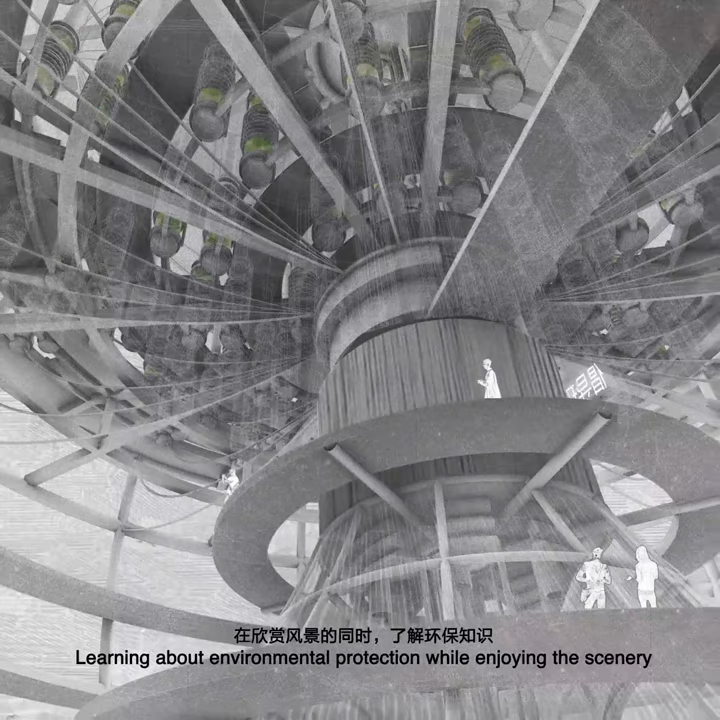 在欣赏风景的同时，了解环保知识
Learning about environmental protection while enjoying the scenery